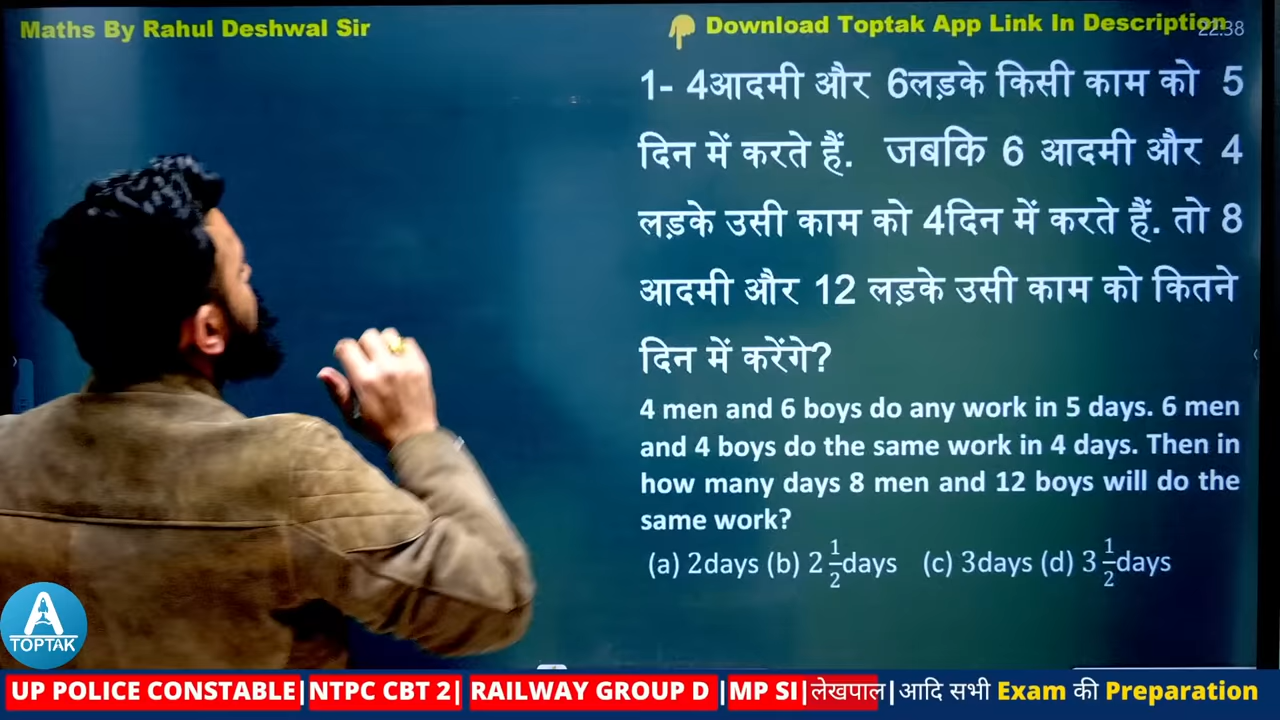 Maths By Rahul Deshwal Sir
Download Toptak App Link In Description
22:38
1- 4आदमी और 6लड़के किसी काम को 5
दिन में करते हैं. जबकि 6 आदमी और 4
लड़के उसी काम को 4दिन में करते हैं. तो 8
आदमी और 12 लड़के उसी काम को कितने
दिन में करेंगे?
4 men and 6 boys do any work in 5 days. 6 men
and 4 boys do the same work in 4 days. Then in
how many days 8 men and 12 boys will do the
same work?
(a) 2days (b) 2 1/2 days (c) 3days (d) 3 1/2 days
TOPTAK
UP POLICE CONSTABLE| NTPC CBT 2| RAILWAY GROUP D |MP SI|लेखपाल|आदि सभी Exam की Preparation